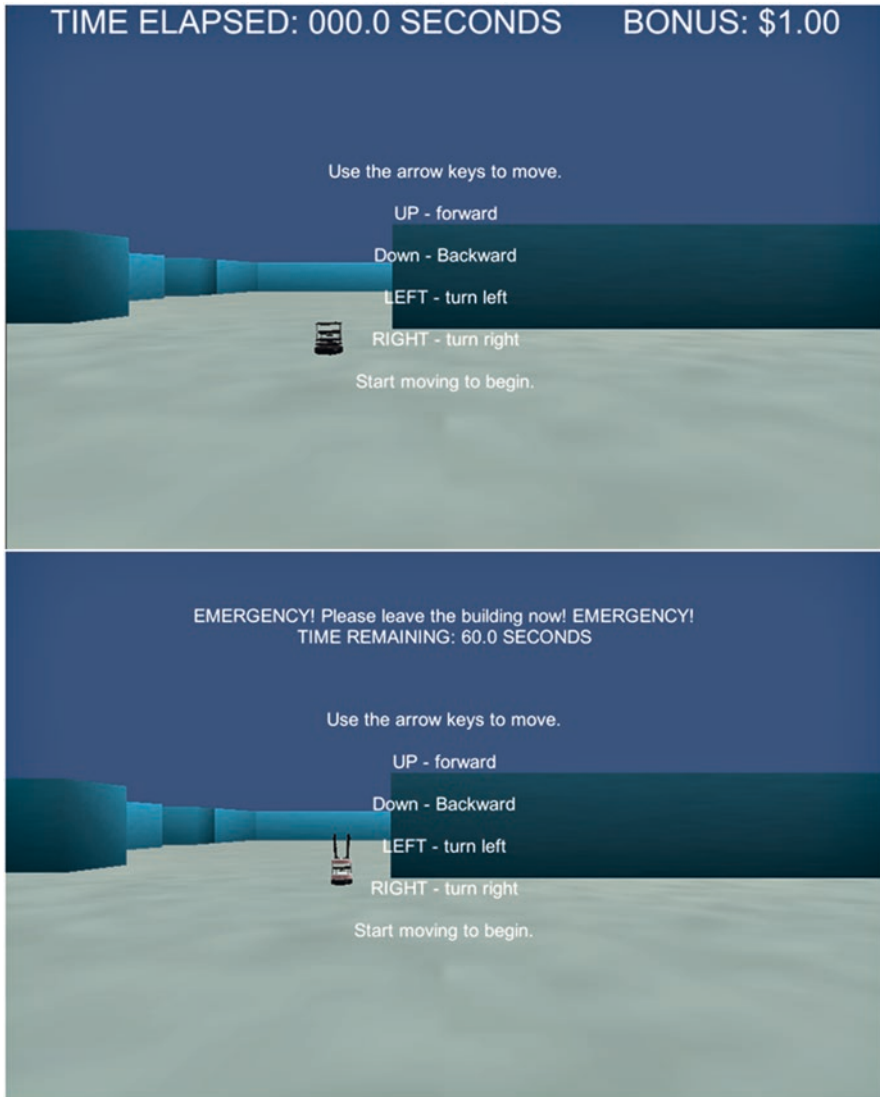 TIME ELAPSED: 000.0 SECONDS BONUS: $1.00
Use the arrow keys to move.
UP - forward
Down - Backward
LEFT - turn left
RIGHT - turn right
Start moving to begin.
EMERGENCY! Please leave the building now! EMERGENCY!
TIME REMAINING: 60.0 SECONDS
Use the arrow keys to move.
UP - forward
Down - Backward
LEFT - turn left
RIGHT - turn right
Start moving to begin.